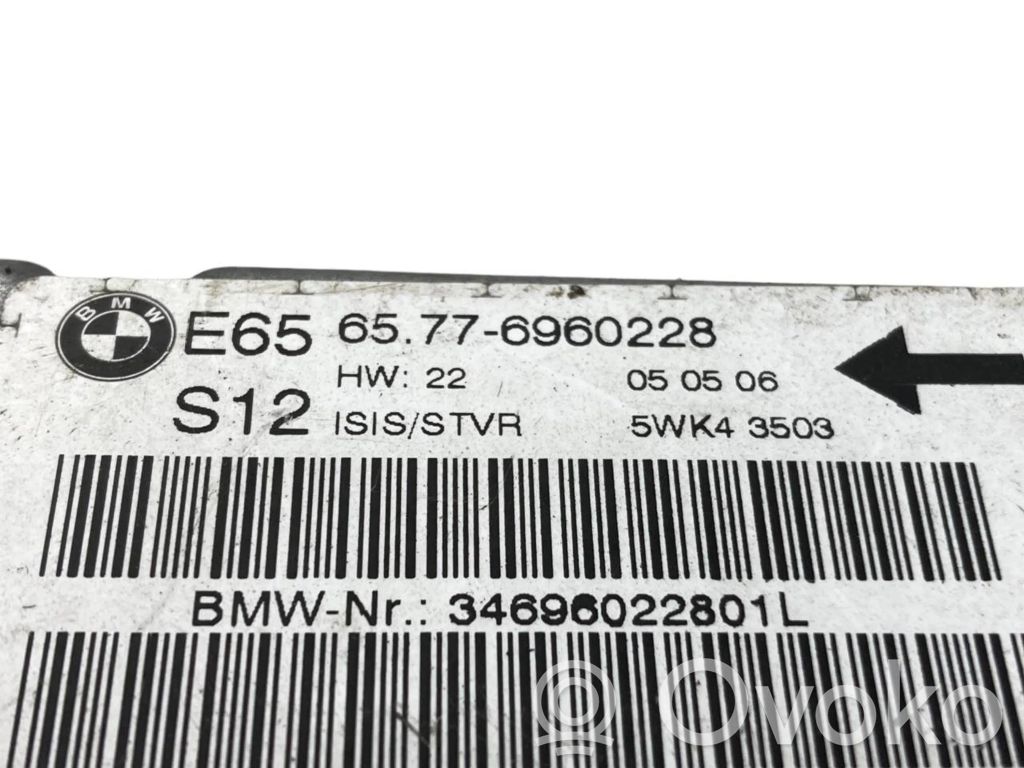 BMW
E65 65.77-6960228
HW: 22 05 05 06
S12 ISIS/STVR 5WK4 3503
BMW-Nr.: 34696022801L
Ovoko